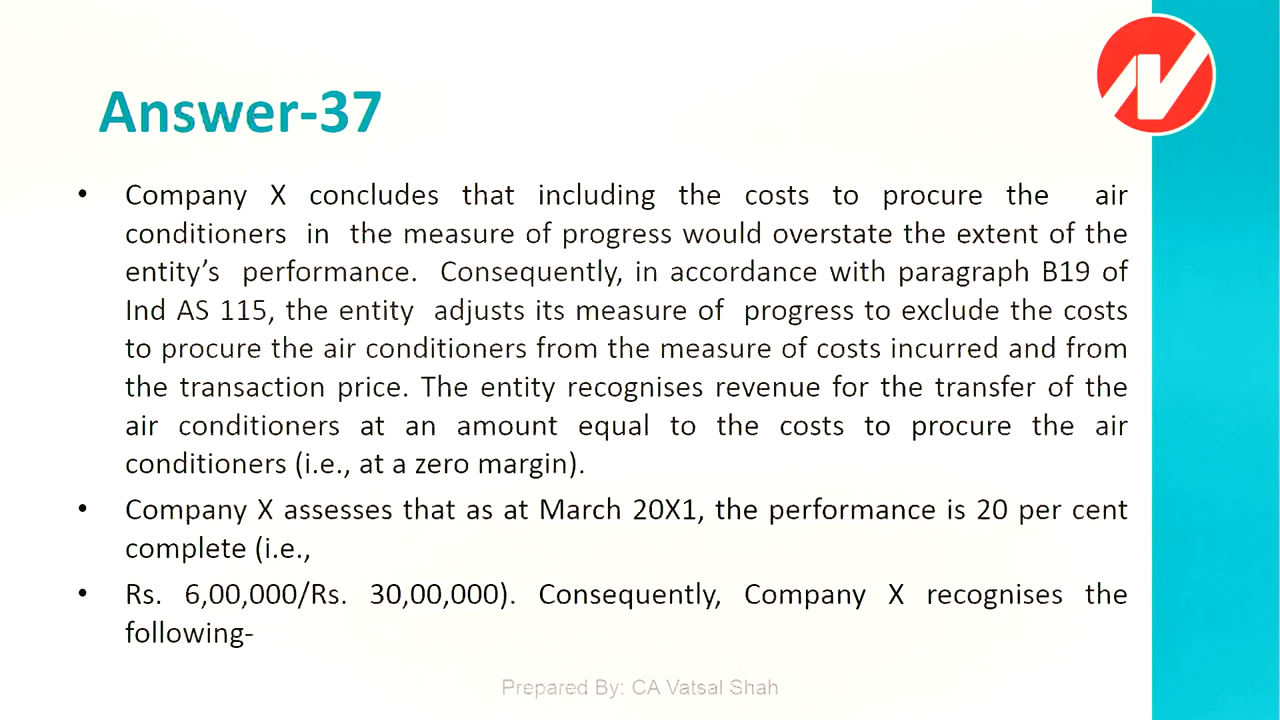 Answer-37
• Company X concludes that including the costs to procure the air
conditioners in the measure of progress would overstate the extent of the
entity’s performance. Consequently, in accordance with paragraph B19 of
Ind AS 115, the entity adjusts its measure of progress to exclude the costs
to procure the air conditioners from the measure of costs incurred and from
the transaction price. The entity recognises revenue for the transfer of the
air conditioners at an amount equal to the costs to procure the air
conditioners (i.e., at a zero margin).
• Company X assesses that as at March 20X1, the performance is 20 per cent
complete (i.e.,
• Rs. 6,00,000/Rs. 30,00,000). Consequently, Company X recognises the
following-
Prepared By: CA Vatsal Shah